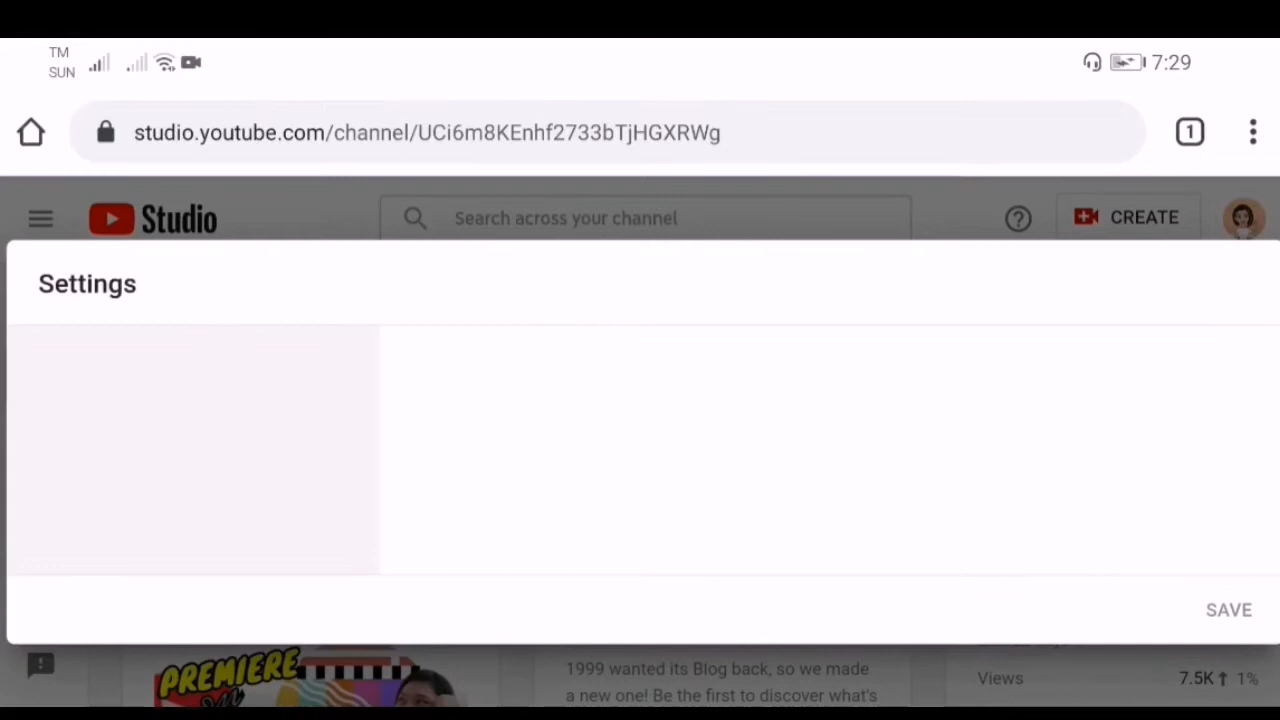 TM
SUN
7:29
studio.youtube.com/channel/UCi6m8KEnhf2733bTjHGXRWg
1
Studio
Search across your channel
CREATE
Settings
SAVE
PREMIERE
1999 wanted its Blog back, so we made
a new one! Be the first to discover what's
Views
7.5K 1%